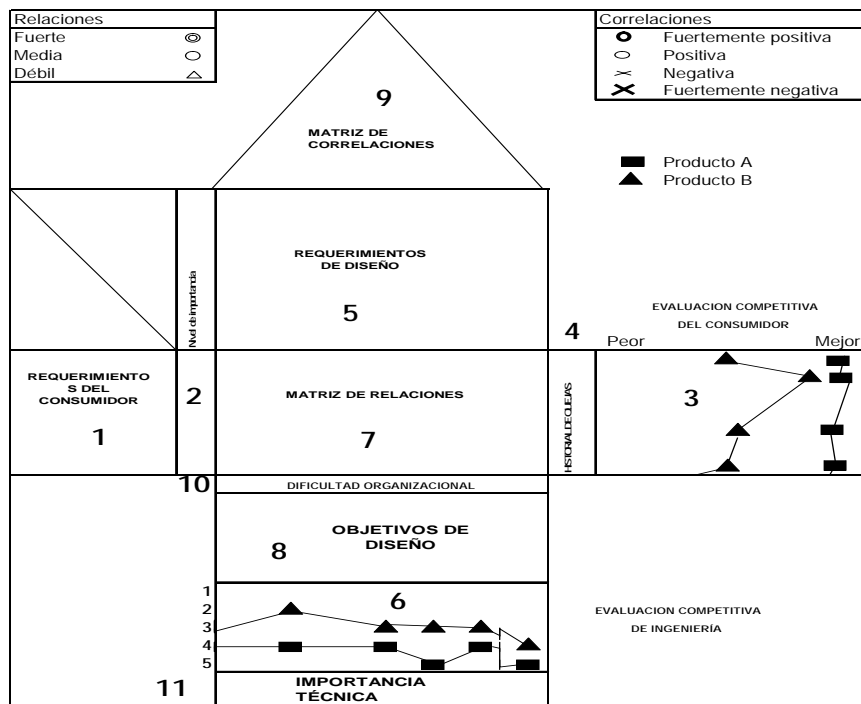 Relaciones
Fuerte
Media
Débil
Correlaciones
Fuertemente positiva
Positiva
Negativa
Fuertemente negativa
9
MATRIZ DE
CORRELACIONES
Producto A
Producto B
Nivel de importancia
REQUERIMIENTOS
DE DISEÑO
5
EVALUACION COMPETITIVA
DEL CONSUMIDOR
4
Peor Mejor
REQUERIMIENTO
S DEL
CONSUMIDOR
1
2
MATRIZ DE RELACIONES
7
HISTORIAL DE QUEJAS
3
10
DIFICULTAD ORGANIZACIONAL
OBJETIVOS DE
DISEÑO
8
1
2
3
4
5
6
EVALUACION COMPETITIVA
DE INGENIERÍA
11
IMPORTANCIA
TÉCNICA